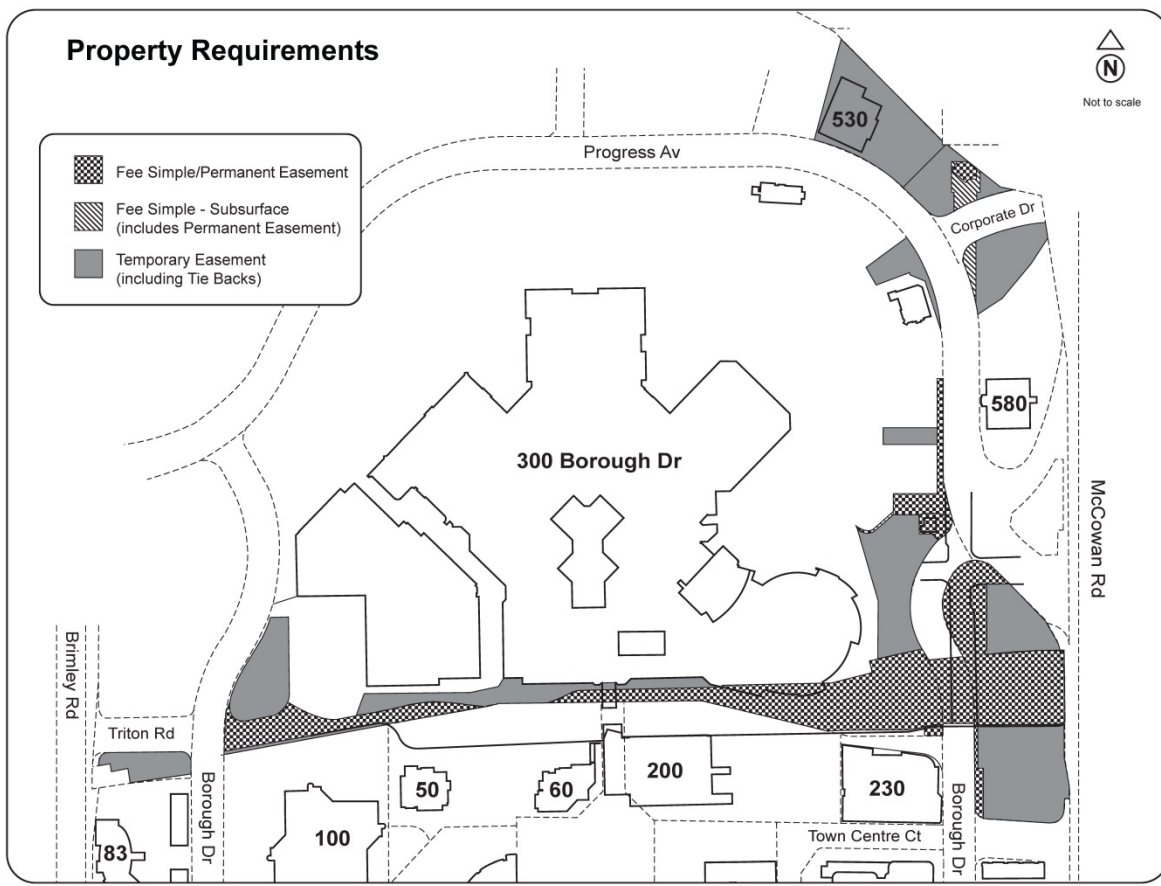 Property Requirements
N
Not to scale
Fee Simple/Permanent Easement
Fee Simple - Subsurface
(includes Permanent Easement)
Temporary Easement
(including Tie Backs)
530
Progress Av
Corporate Dr
580
300 Borough Dr
McCowan Rd
Brimley Rd
Triton Rd
Borough Dr
83
100
50
60
200
230
Town Centre Ct
Borough Dr